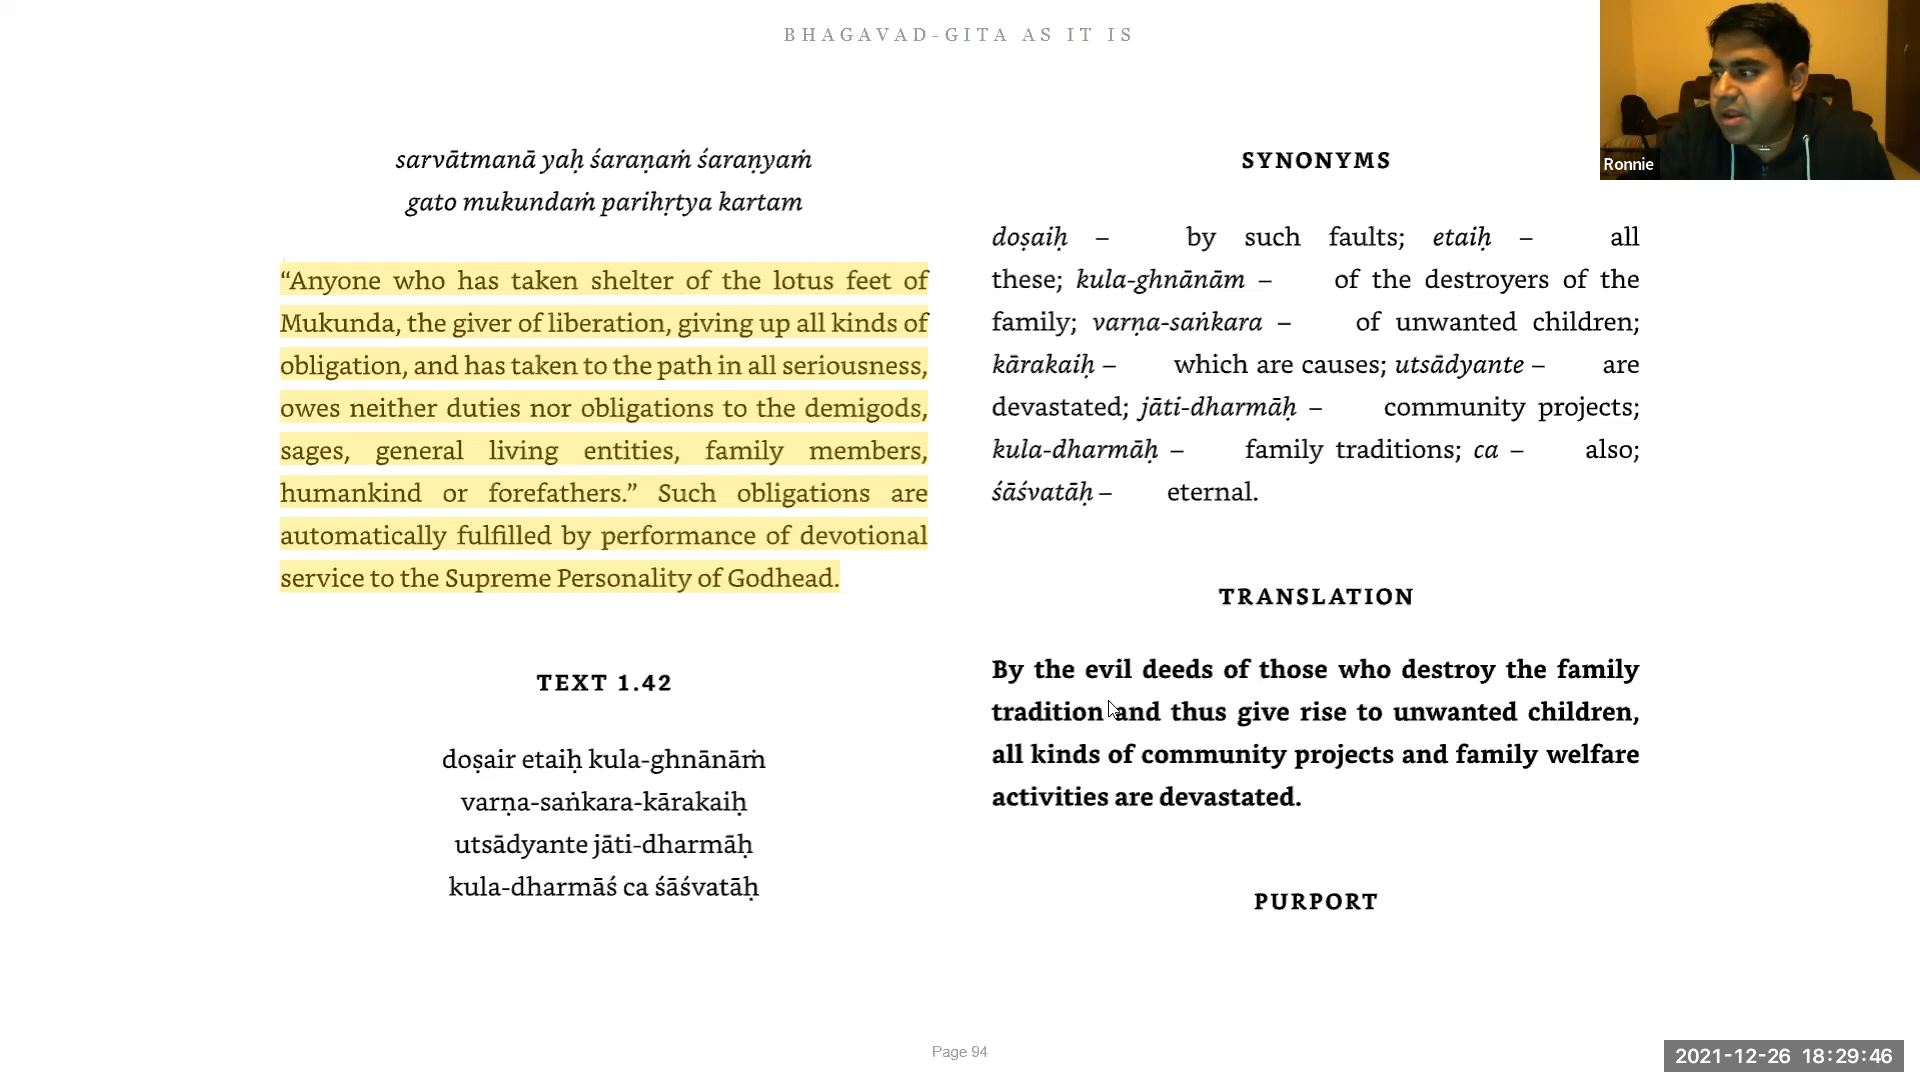 BHAGAVAD-GITA AS IT IS
sarvātmanā yaḥ śaraṇaṁ śaraṇyaṁ
gato mukundaṁ parihṛtya kartam
“Anyone who has taken shelter of the lotus feet of
Mukunda, the giver of liberation, giving up all kinds of
obligation, and has taken to the path in all seriousness,
owes neither duties nor obligations to the demigods,
sages, general living entities, family members,
humankind or forefathers.” Such obligations are
automatically fulfilled by performance of devotional
service to the Supreme Personality of Godhead.
TEXT 1.42
doṣair etaiḥ kula-ghnānāṁ
varṇa-saṅkara-kārakaiḥ
utsādyante jāti-dharmāḥ
kula-dharmāś ca śāśvatāḥ
SYNONYMS
doṣaiḥ – by such faults; etaiḥ – all
these; kula-ghnānām – of the destroyers of the
family; varṇa-saṅkara – of unwanted children;
kārakaiḥ – which are causes; utsādyante – are
devastated; jāti-dharmāḥ – community projects;
kula-dharmāḥ – family traditions; ca – also;
śāśvatāḥ – eternal.
TRANSLATION
By the evil deeds of those who destroy the family
tradition and thus give rise to unwanted children,
all kinds of community projects and family welfare
activities are devastated.
PURPORT
Ronnie
Page 94
2021-12-26 18:29:46